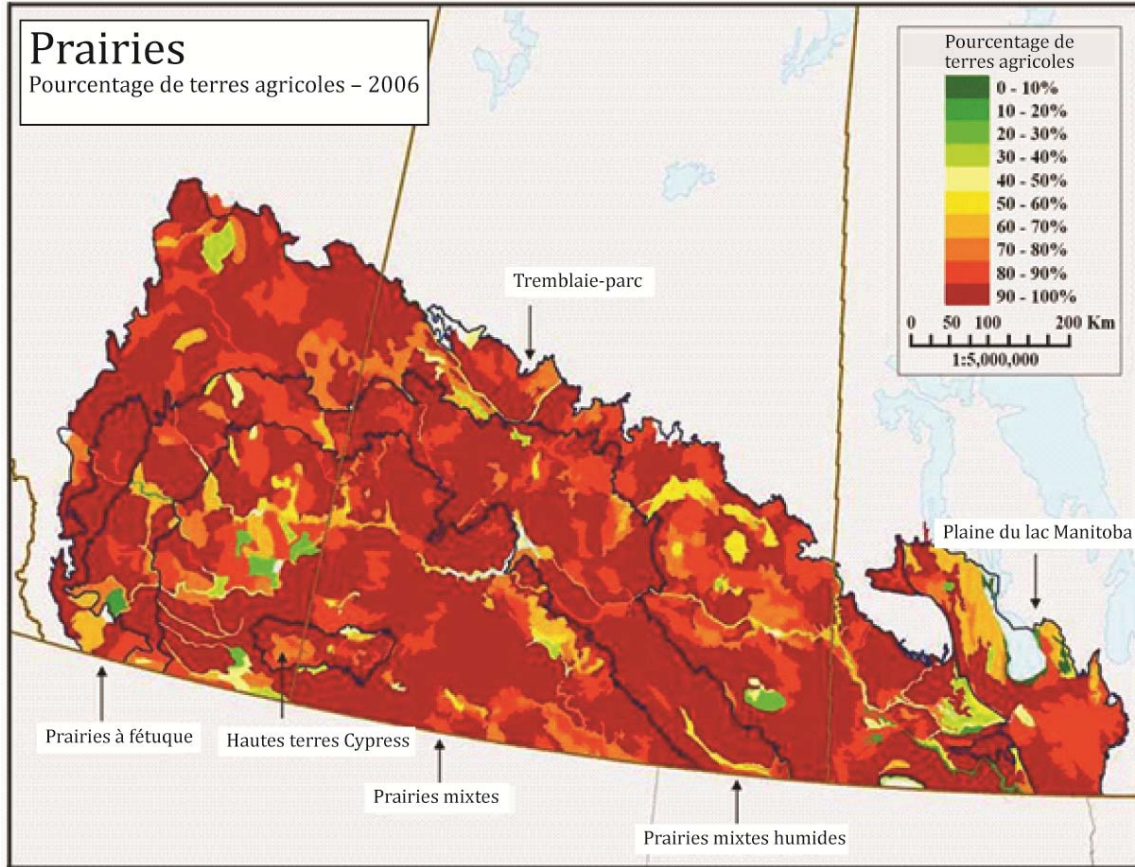 Prairies
Pourcentage de terres agricoles – 2006
Pourcentage de
terres agricoles
0 - 10%
10 - 20%
20 - 30%
30 - 40%
40 - 50%
50 - 60%
60 - 70%
70 - 80%
80 - 90%
90 - 100%
0 50 100 200 Km
1:5,000,000
Tremblaie-parc
Plaine du lac Manitoba
Prairies à fétuque
Hautes terres Cypress
Prairies mixtes
Prairies mixtes humides